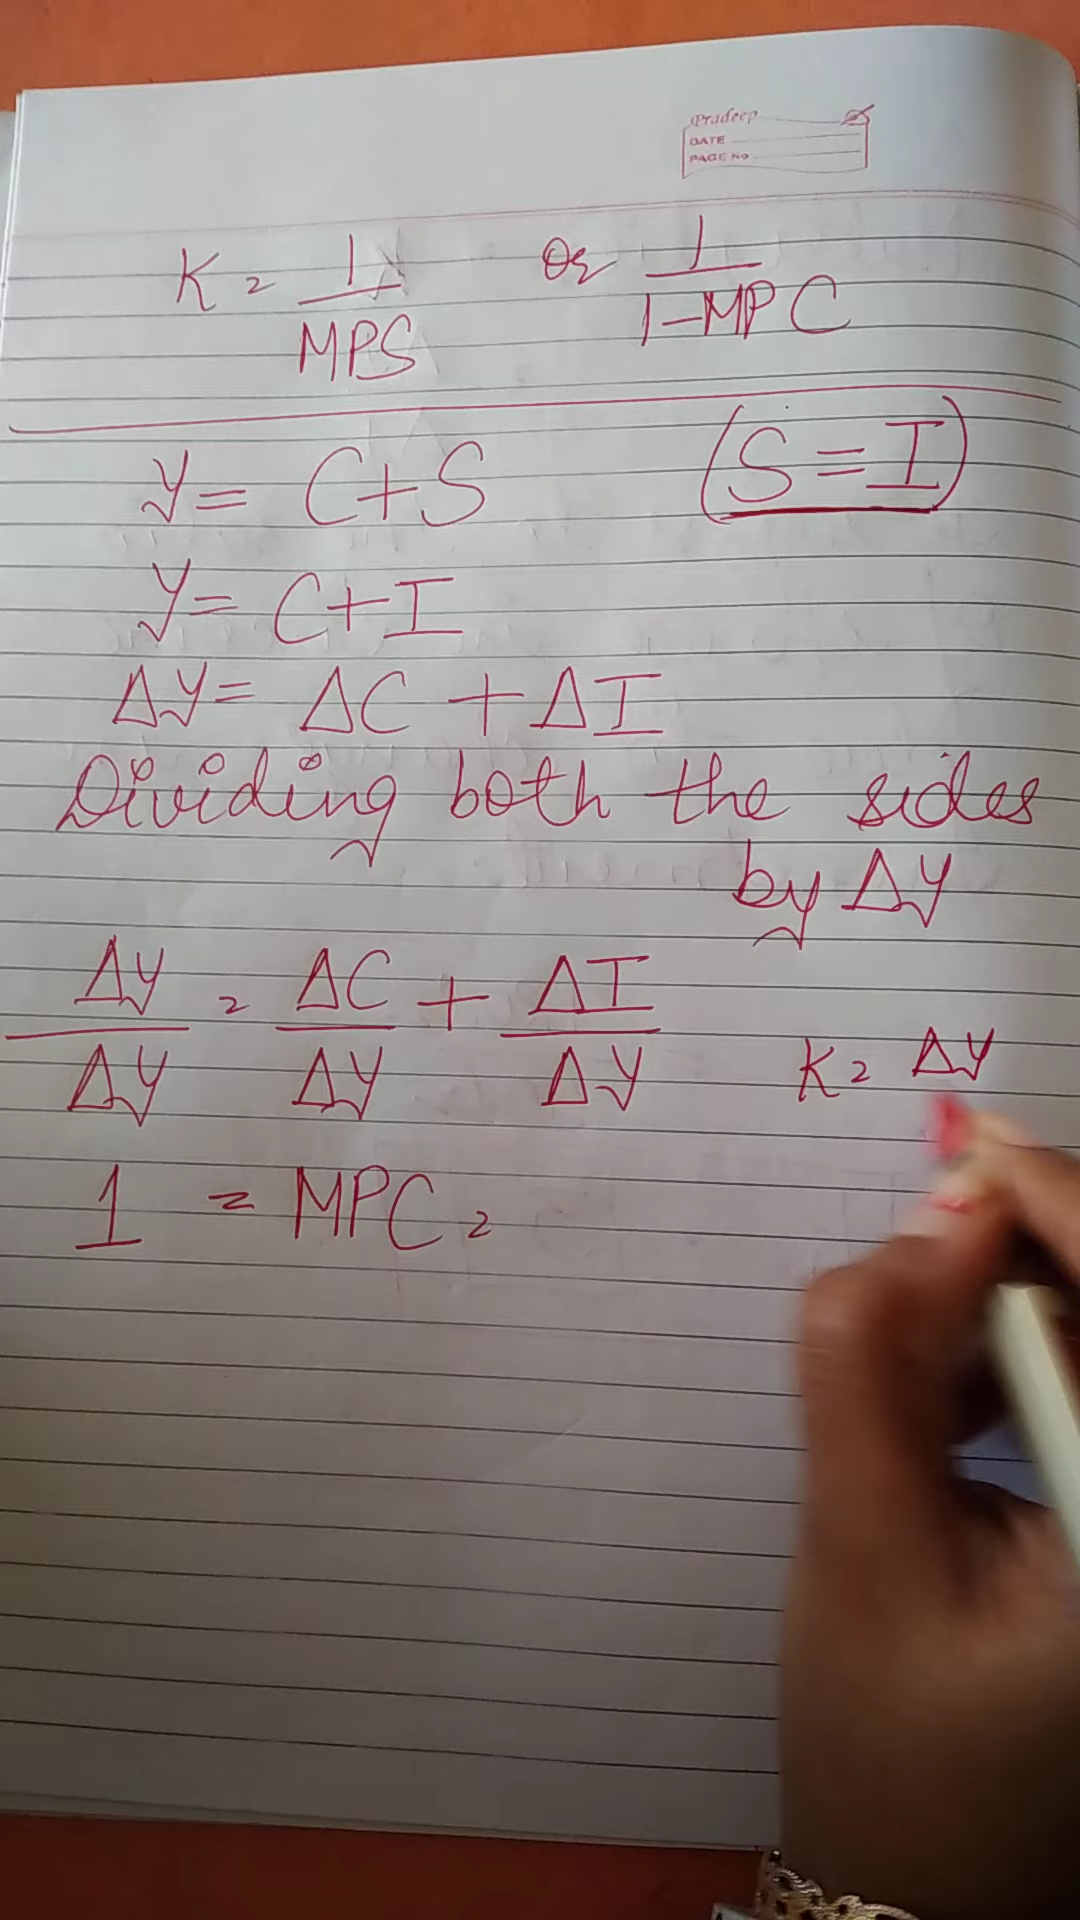 Pradeep
DATE
PAGE No
K = 1/MPS or 1/1-MPC
Y = C+S (S = I)
Y = C+I
ΔY = ΔC + ΔI
Dividing both the sides
by ΔY
ΔY/ΔY = ΔC/ΔY + ΔI/ΔY
K = ΔY
1 = MPC =